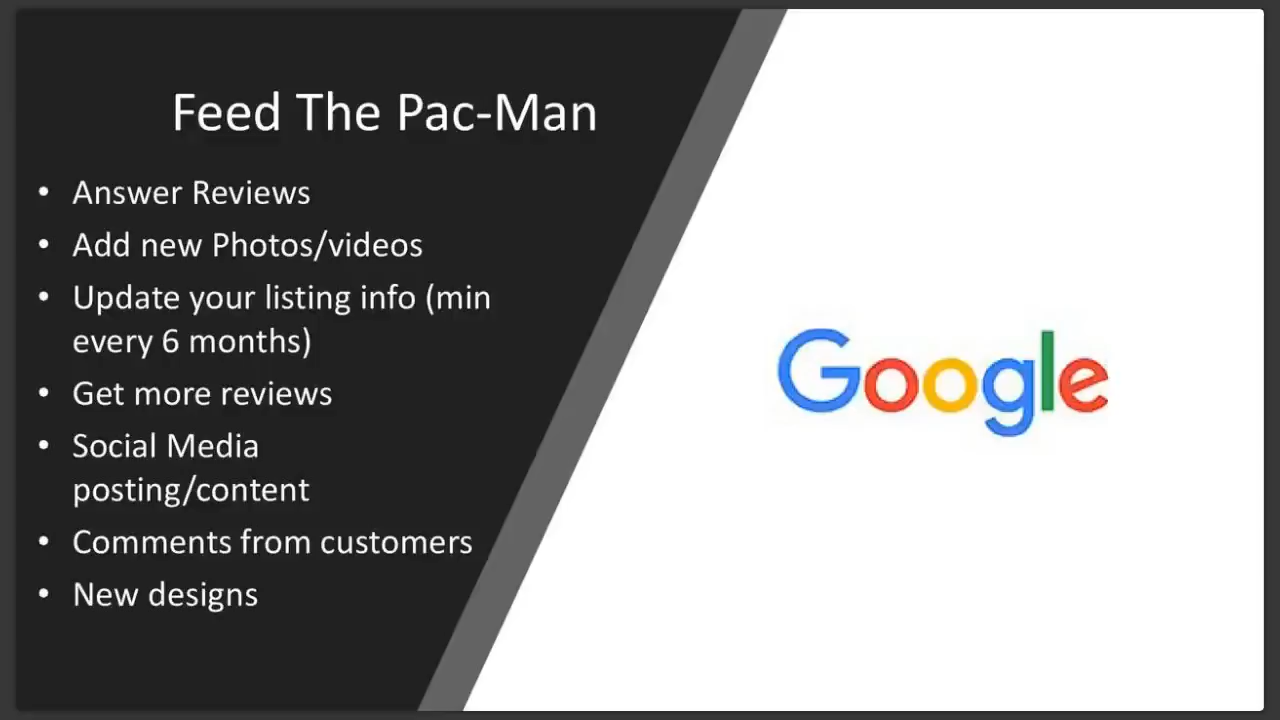 Feed The Pac-Man
• Answer Reviews
• Add new Photos/videos
• Update your listing info (min
every 6 months)
• Get more reviews
• Social Media
posting/content
• Comments from customers
• New designs
Google